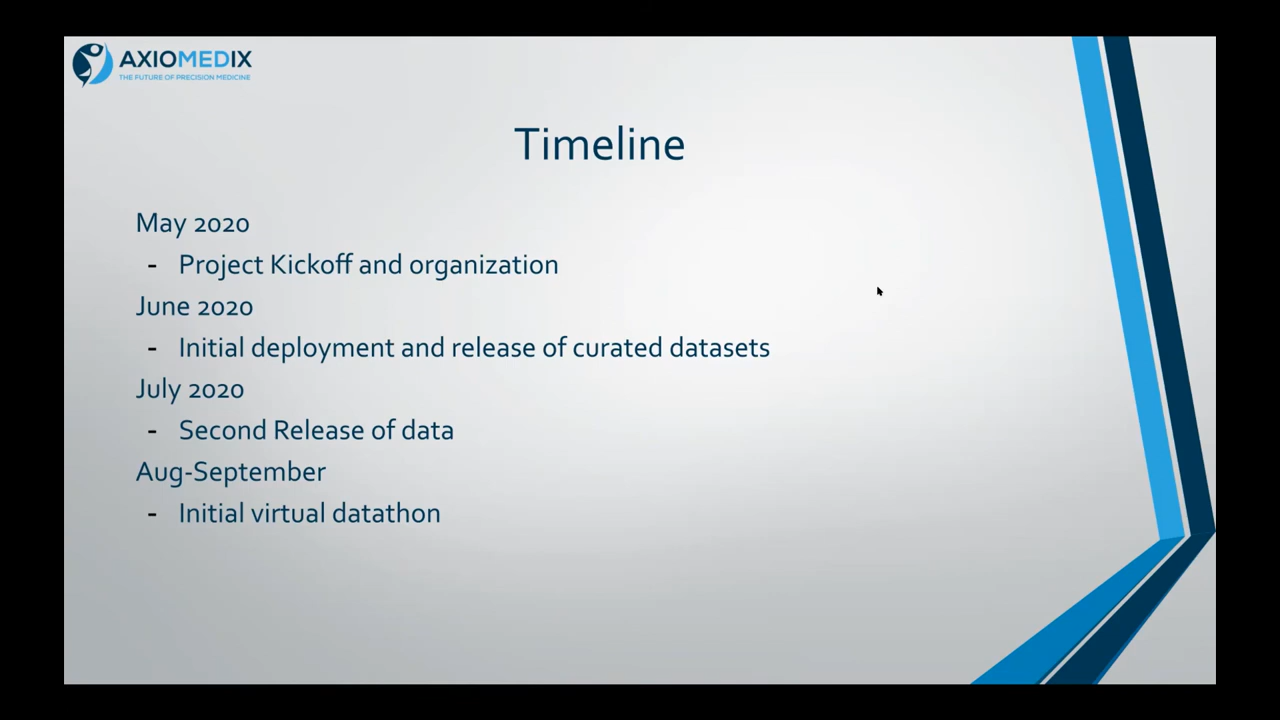 AXIOMEDIX
THE FUTURE OF PRECISION MEDICINE
Timeline
May 2020
- Project Kickoff and organization
June 2020
- Initial deployment and release of curated datasets
July 2020
- Second Release of data
Aug-September
- Initial virtual datathon